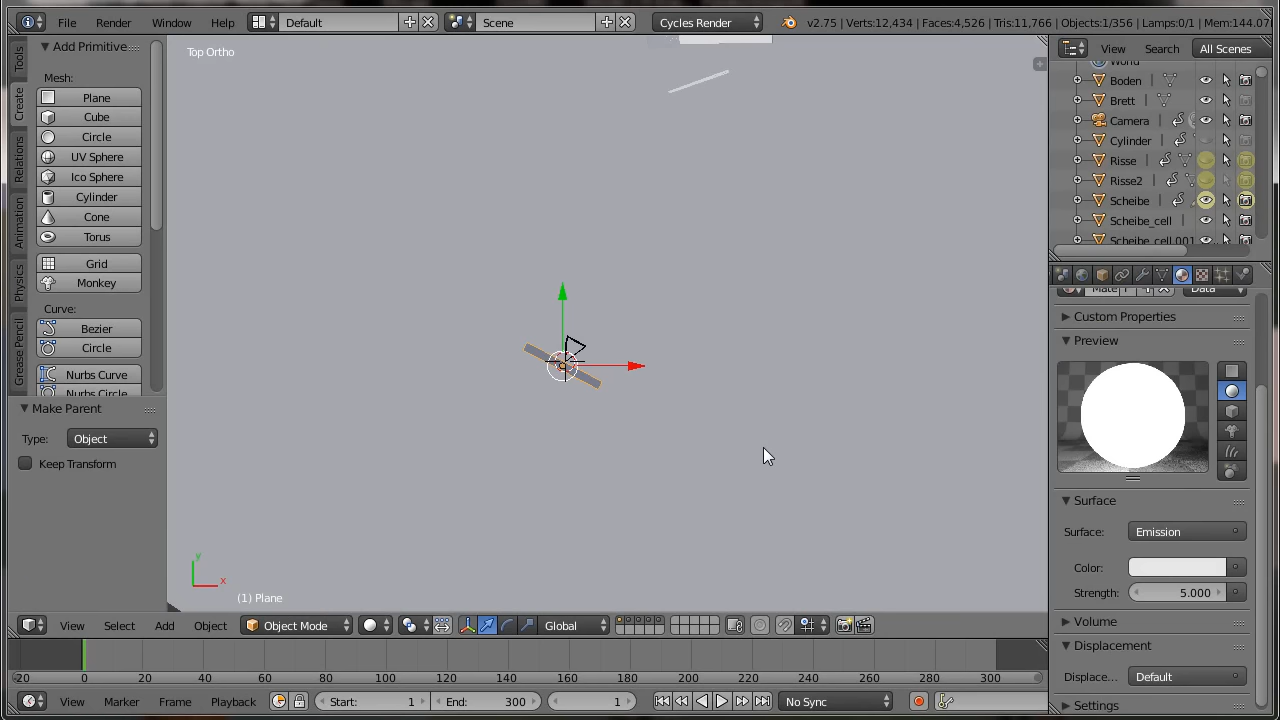 File Render Window Help Default Scene Cycles Render v2.75 | Verts:12,434 | Faces:4,526 | Tris:11,766 | Objects:1/356 | Lamps:0/1 | Mem:144.07
Tools
Create
Relations
Animation
Physics
Grease Pencil
Add Primitive
Mesh:
Plane
Cube
Circle
UV Sphere
Ico Sphere
Cylinder
Cone
Torus
Grid
Monkey
Curve:
Bezier
Circle
Nurbs Curve
Nurbs Circle
Make Parent
Type: Object
Keep Transform
Top Ortho
y
x
(1) Plane
View Select Add Object Object Mode Global
View Search All Scenes
World
Boden
Brett
Camera
Cylinder
Risse
Risse2
Scheibe
Scheibe_cell
Scheibe_cell.001
Data
Custom Properties
Preview
Surface
Surface: Emission
Color:
Strength: 5.000
Volume
Displacement
Displace... Default
Settings
-20 0 20 40 60 80 100 120 140 160 180 200 220 240 260 280 300
View Marker Frame Playback Start: 1 End: 300 1 No Sync